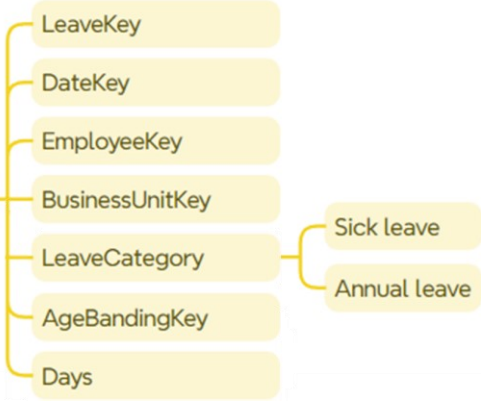 LeaveKey
DateKey
EmployeeKey
BusinessUnitKey
LeaveCategory
Sick leave
Annual leave
AgeBandingKey
Days